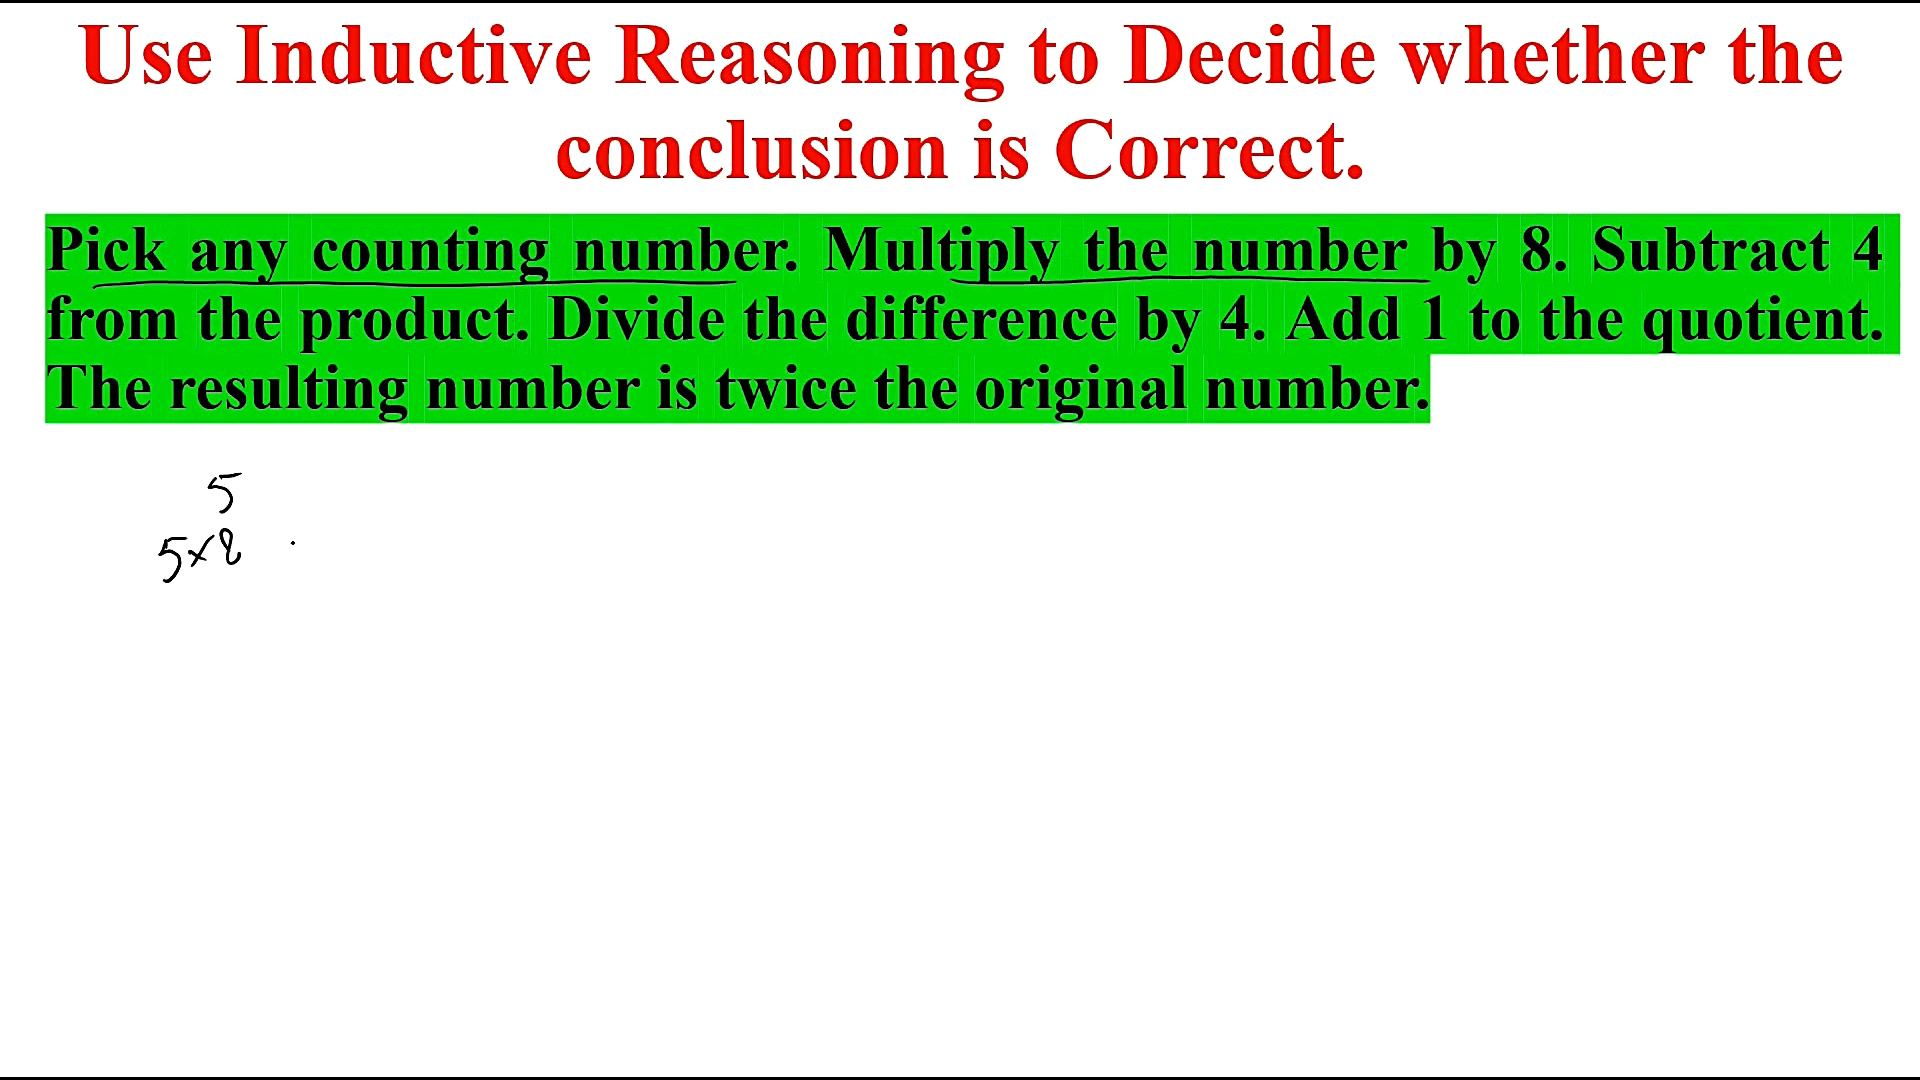 Use Inductive Reasoning to Decide whether the
conclusion is Correct.
Pick any counting number. Multiply the number by 8. Subtract 4
from the product. Divide the difference by 4. Add 1 to the quotient.
The resulting number is twice the original number.
5
5×8